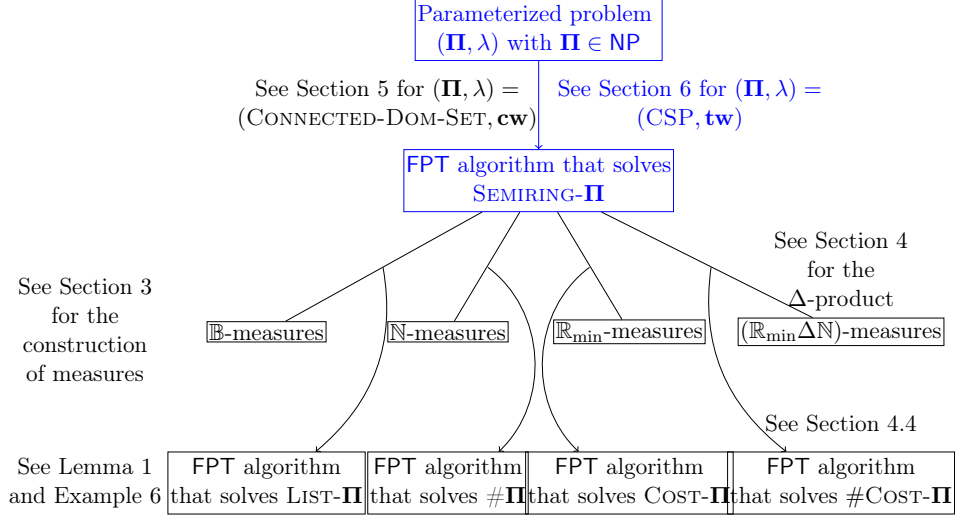 Parameterized problem
(Π, λ) with Π ∈ NP
See Section 5 for (Π, λ) =
(CONNECTED-DOM-SET, cw)
See Section 6 for (Π, λ) =
(CSP, tw)
FPT algorithm that solves
SEMIRING-Π
See Section 3
for the
construction
of measures
See Section 4
for the
Δ-product
𝔹-measures
ℕ-measures
ℝmin-measures
(ℝminΔℕ)-measures
See Section 4.4
See Lemma 1
and Example 6
FPT algorithm
that solves LIST-Π
FPT algorithm
that solves #Π
FPT algorithm
that solves COST-Π
FPT algorithm
that solves #COST-Π